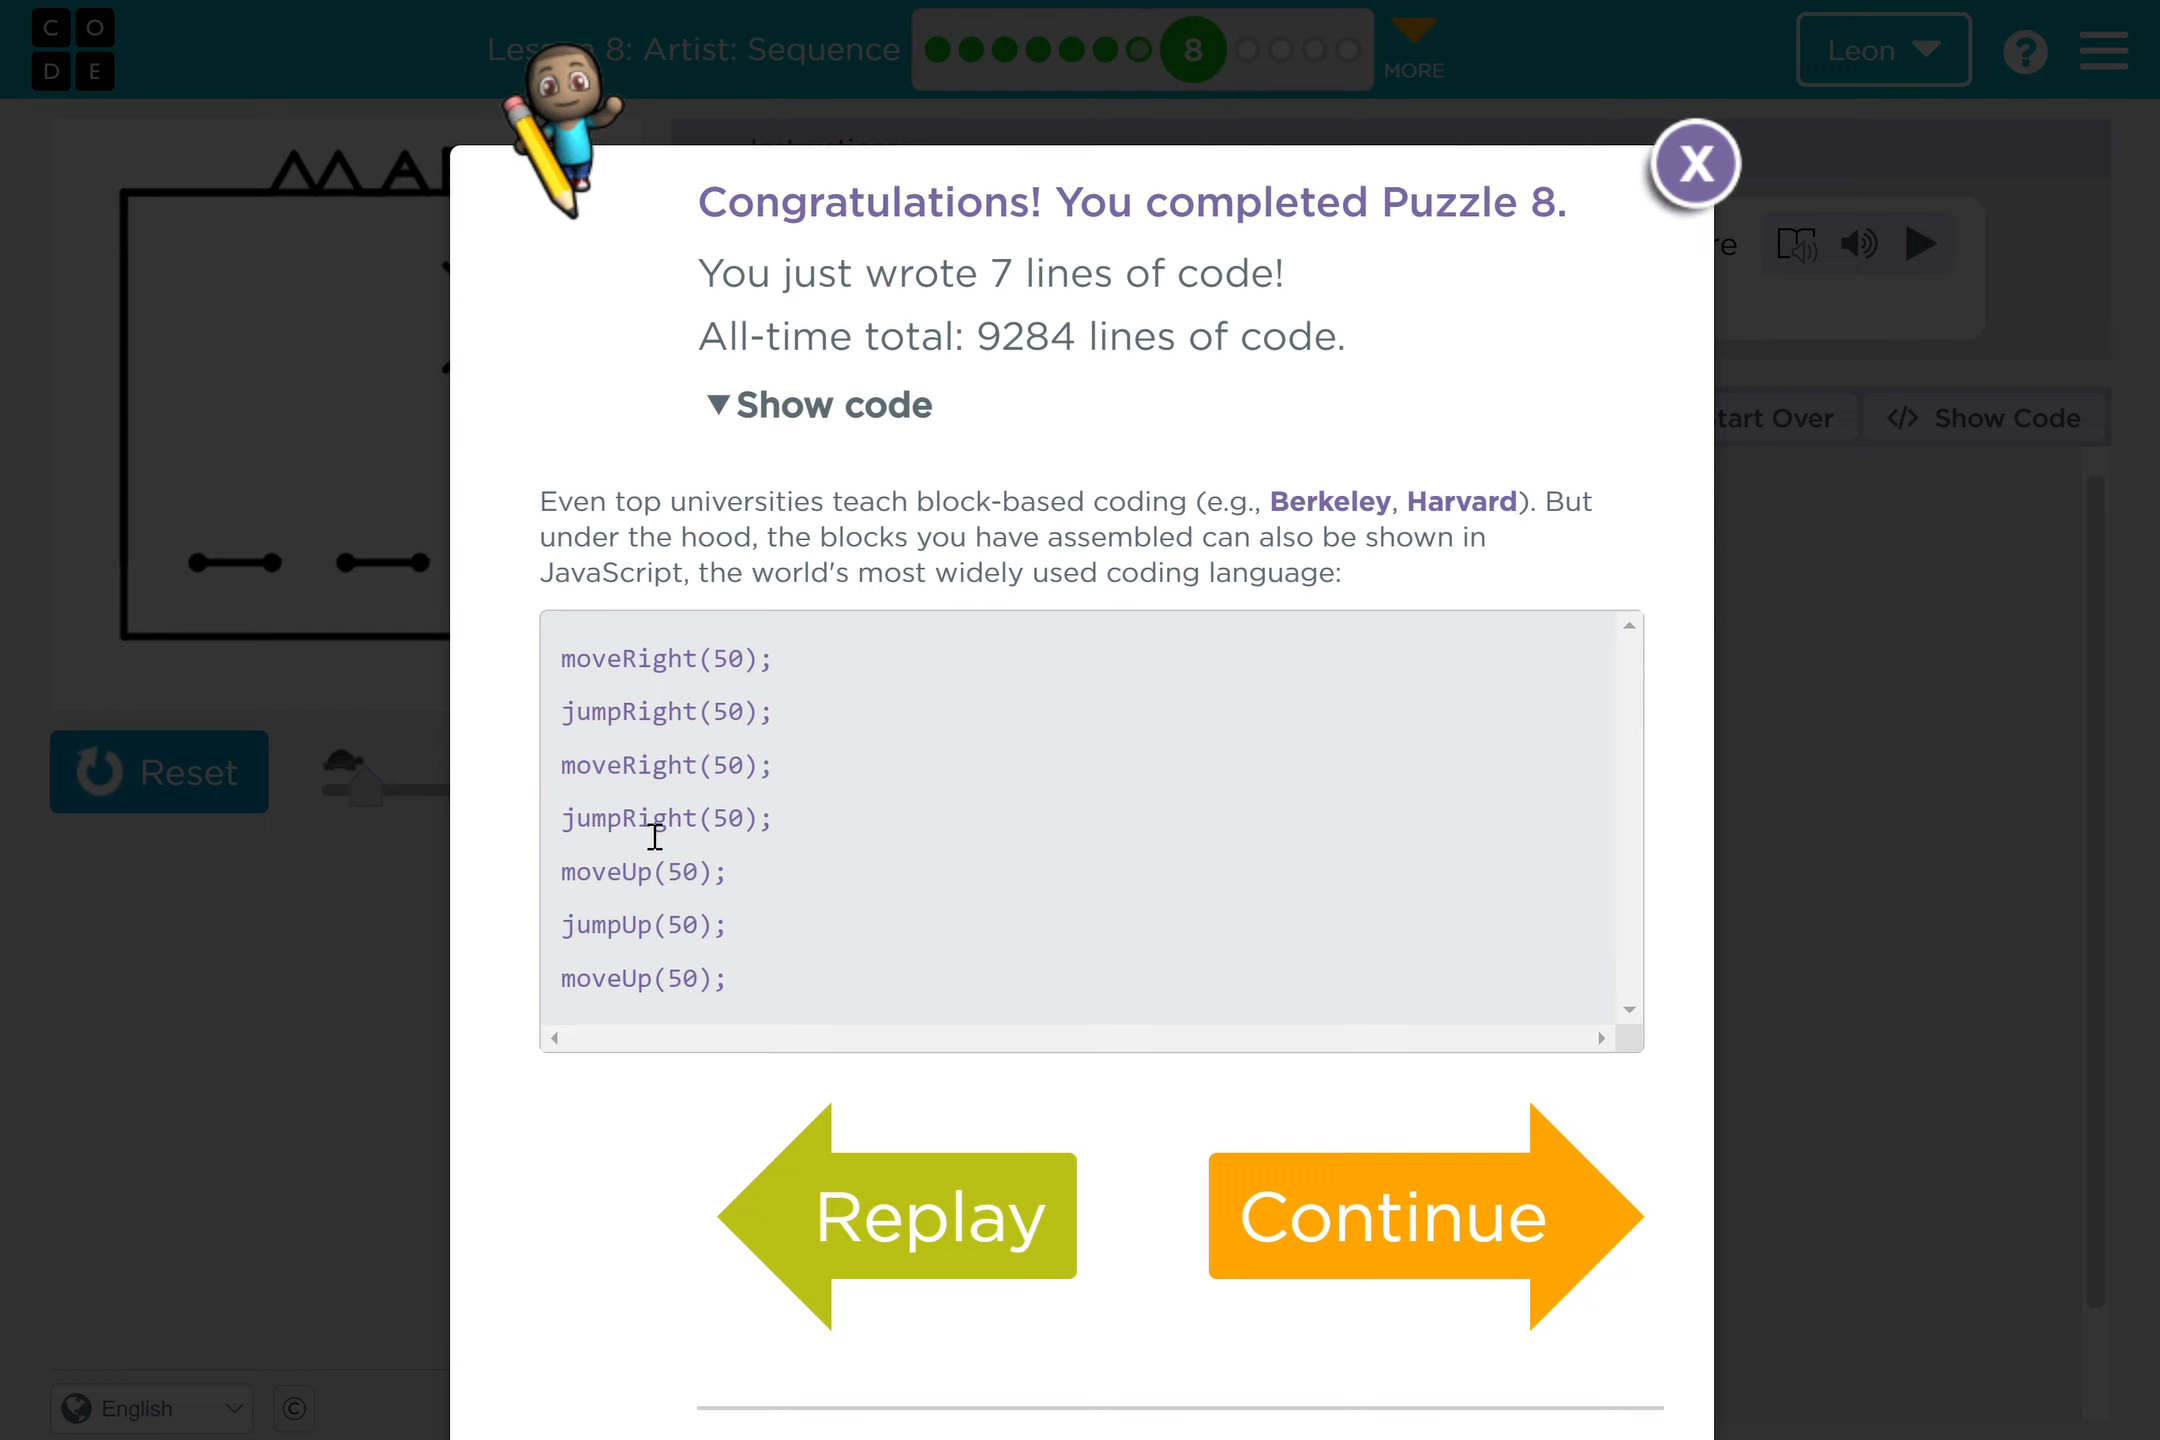 C O
D E
Lesson 8: Artist: Sequence
8
MORE
Leon
?
X
Congratulations! You completed Puzzle 8.
You just wrote 7 lines of code!
All-time total: 9284 lines of code.
▼Show code
Start Over
</> Show Code
Even top universities teach block-based coding (e.g., Berkeley, Harvard). But
under the hood, the blocks you have assembled can also be shown in
JavaScript, the world's most widely used coding language:
moveRight(50);
jumpRight(50);
moveRight(50);
jumpRight(50);
moveUp(50);
jumpUp(50);
moveUp(50);
Reset
Replay
Continue
English
©